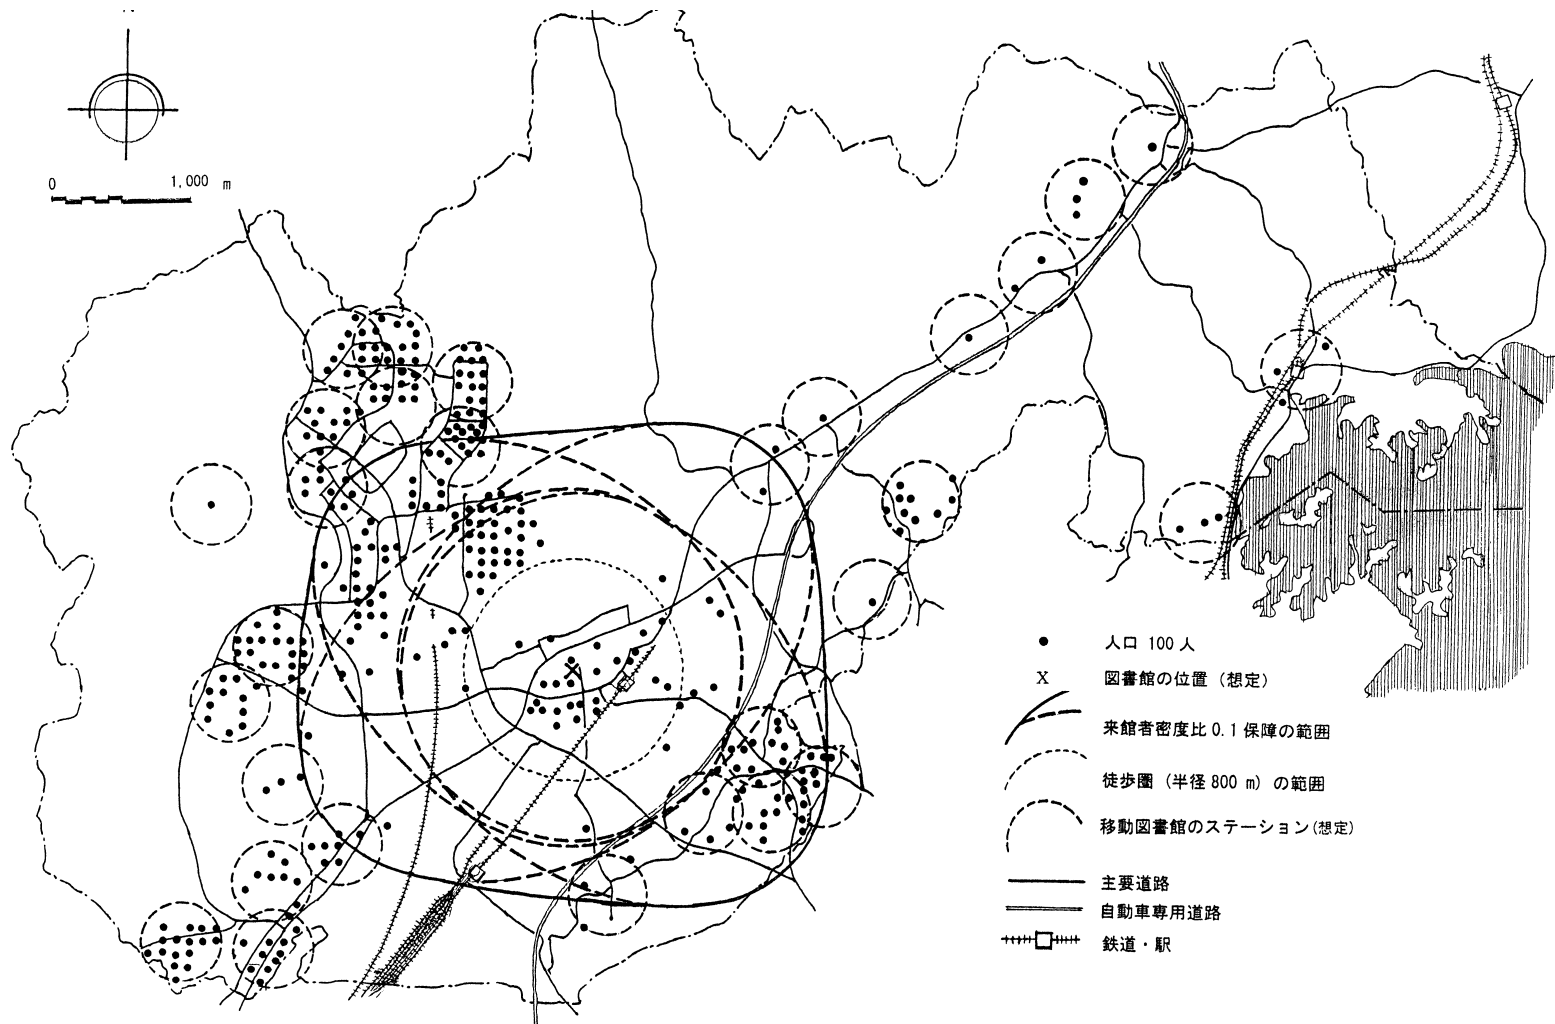 0 1,000 m
人口 100 人
X 図書館の位置 (想定)
来館者密度比 0.1 保障の範囲
徒歩圏 (半径 800 m) の範囲
移動図書館のステーション(想定)
主要道路
自動車専用道路
鉄道・駅